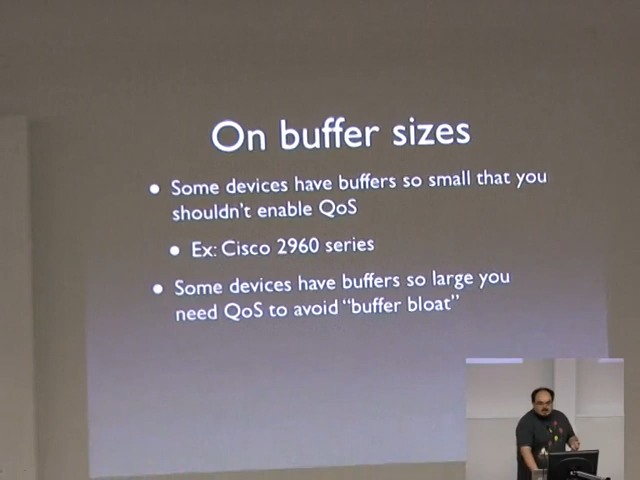 On buffer sizes
• Some devices have buffers so small that you
shouldn't enable QoS
• Ex: Cisco 2960 series
• Some devices have buffers so large you
need QoS to avoid “buffer bloat”